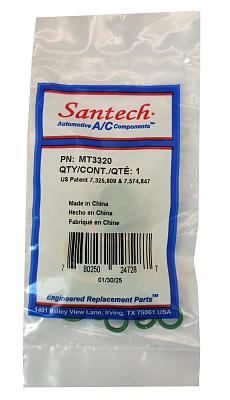 Santech
Automotive A/C Components™
PN: MT3320
QTY/CONT./QTÉ: 1
US Patent 7,325,809 & 7,574,847
Made in China
Hecho en China
Fabriqué en Chine
7 80250 24728 7
01/30/25
Engineered Replacement Parts™
1401 Valley View Lane, Irving, TX 75061 USA